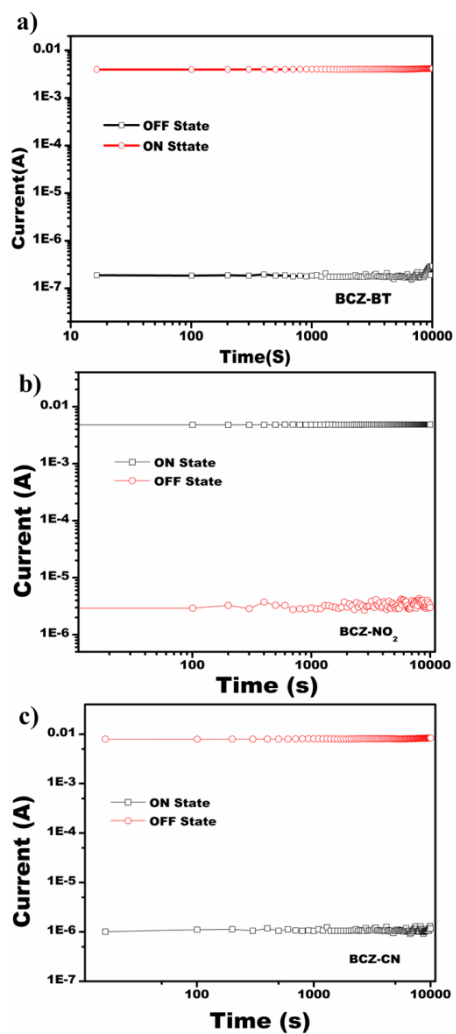 a)
0.01
1E-3
1E-4
1E-5
1E-6
1E-7
Current(A)
OFF State
ON Sttate
BCZ-BT
10 100 1000 10000
Time(S)
b)
0.01
1E-3
1E-4
1E-5
1E-6
Current (A)
ON State
OFF State
BCZ-NO₂
100 1000 10000
Time (s)
c)
0.01
1E-3
1E-4
1E-5
1E-6
1E-7
Current (A)
ON State
OFF State
BCZ-CN
100 1000 10000
Time (s)